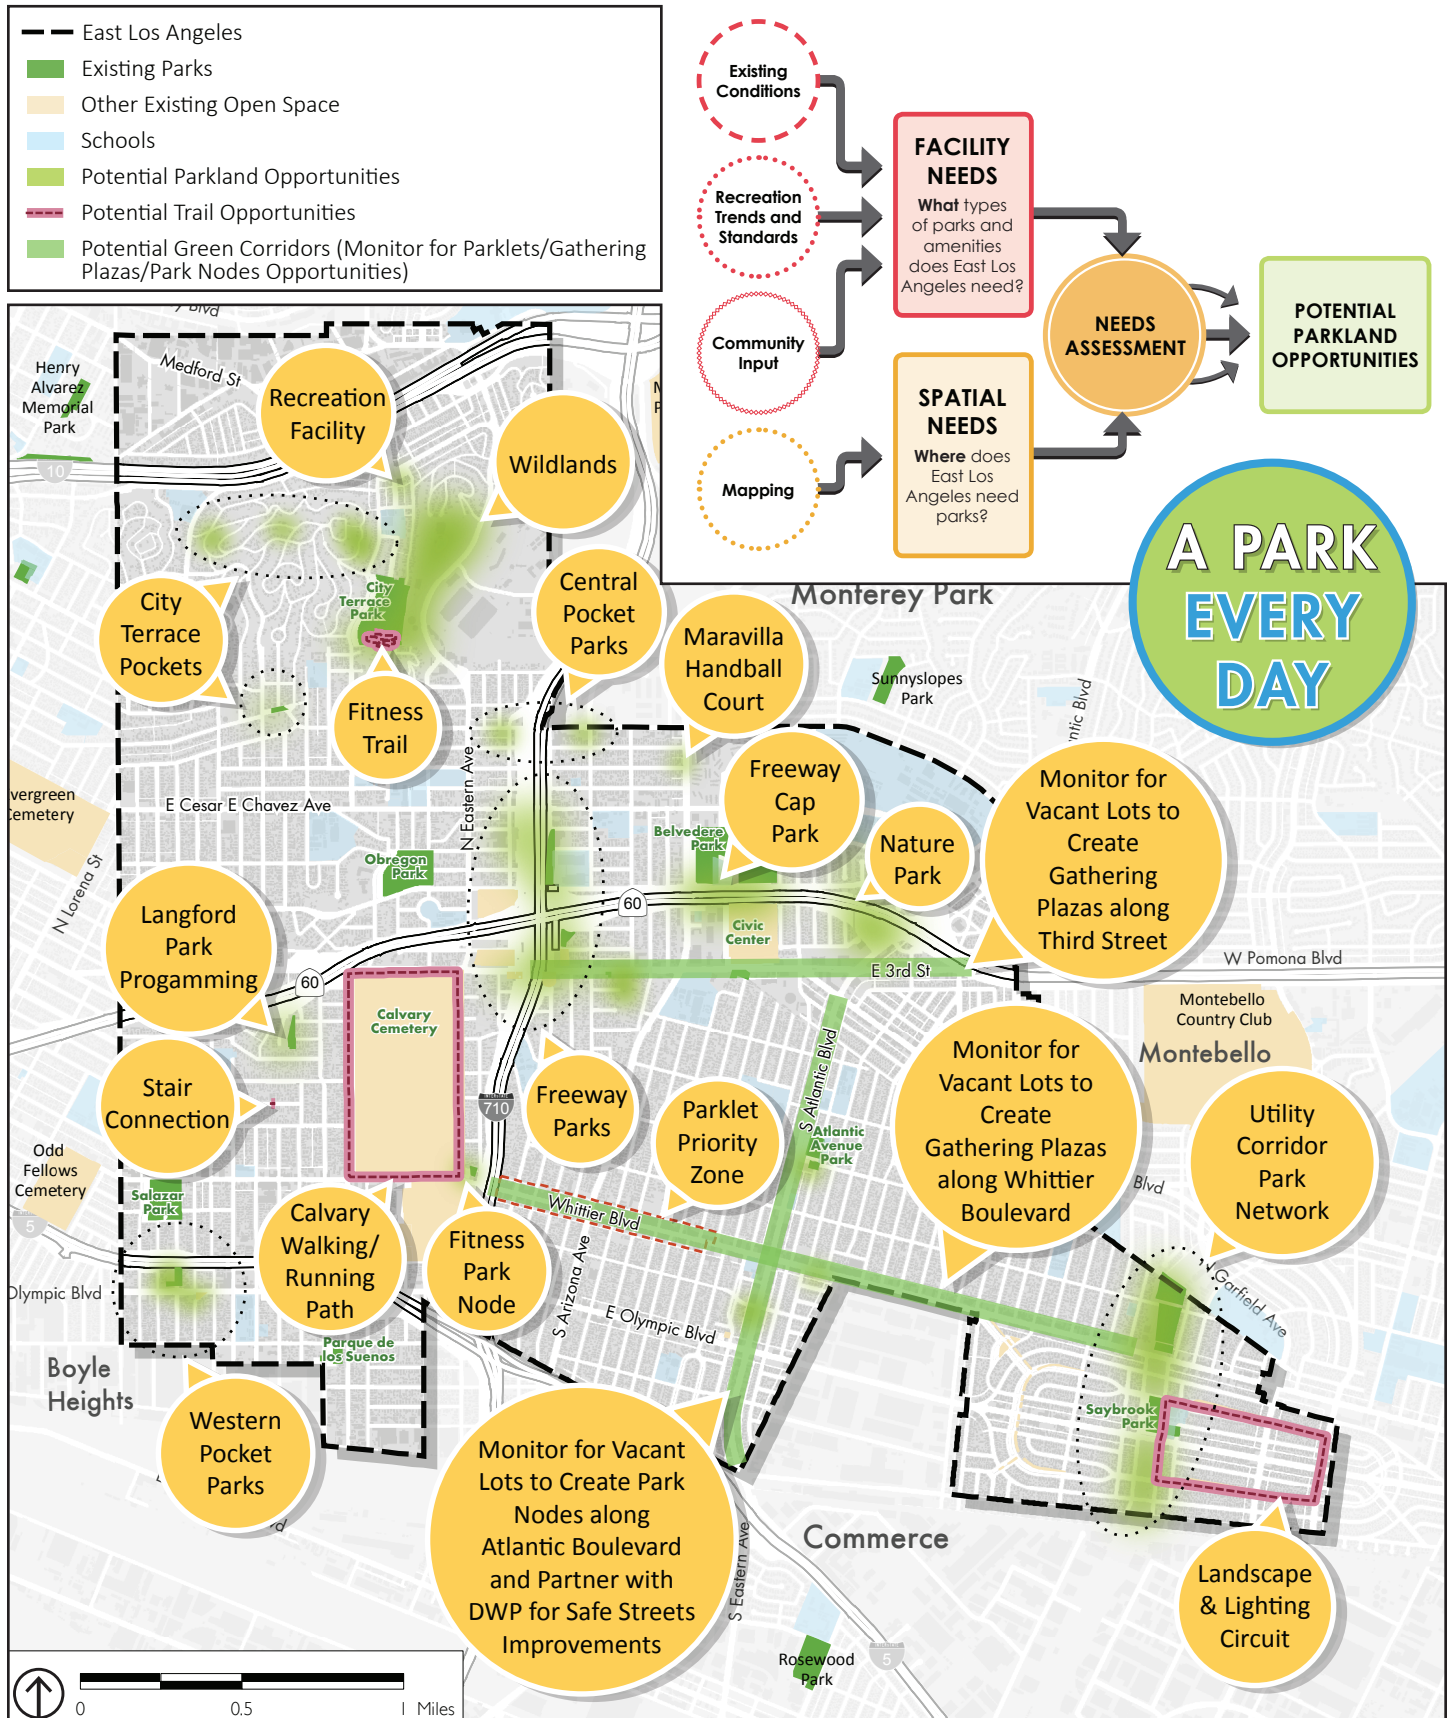 East Los Angeles
Existing Parks
Other Existing Open Space
Schools
Potential Parkland Opportunities
Potential Trail Opportunities
Potential Green Corridors (Monitor for Parklets/Gathering
Plazas/Park Nodes Opportunities)
Existing
Conditions
Recreation
Trends and
Standards
Community
Input
Mapping
FACILITY
NEEDS
What types
of parks and
amenities
does East Los
Angeles need?
SPATIAL
NEEDS
Where does
East Los
Angeles need
parks?
NEEDS
ASSESSMENT
POTENTIAL
PARKLAND
OPPORTUNITIES
A PARK
EVERY
DAY
Blvd
Medford St
Henry
Alvarez
Memorial
Park
10
Recreation
Facility
Wildlands
City
Terrace
Park
City
Terrace
Pockets
Fitness
Trail
Central
Pocket
Parks
Maravilla
Handball
Court
Monterey Park
Sunnyslopes
Park
Blvd
N Eastern Ave
E Cesar E Chavez Ave
Cemetery
N Lorena St
Obregon
Park
Belvedere
Park
Freeway
Cap
Park
Nature
Park
Monitor for
Vacant Lots to
Create
Gathering
Plazas along
Third Street
60
Civic
Center
E 3rd St
W Pomona Blvd
Langford
Park
Progamming
60
Calvary
Cemetery
Montebello
Country Club
Montebello
Stair
Connection
INTERSTATE
710
Freeway
Parks
Parklet
Priority
Zone
S Atlantic Blvd
Atlantic
Avenue
Park
Monitor for
Vacant Lots to
Create
Gathering Plazas
along Whittier
Boulevard
Blvd
Utility
Corridor
Park
Network
Odd
Fellows
Cemetery
5
Salazar
Park
Olympic Blvd
Calvary
Walking/
Running
Path
Fitness
Park
Node
Whittier Blvd
S Arizona Ave
E Olympic Blvd
N Garfield Ave
Parque de
los Suenos
Boyle
Heights
Western
Pocket
Parks
Saybrook
Park
Monitor for Vacant
Lots to Create Park
Nodes along
Atlantic Boulevard
and Partner with
DWP for Safe Streets
Improvements
S Eastern Ave
Commerce
Landscape
& Lighting
Circuit
Rosewood
Park
5
0
0.5
1 Miles